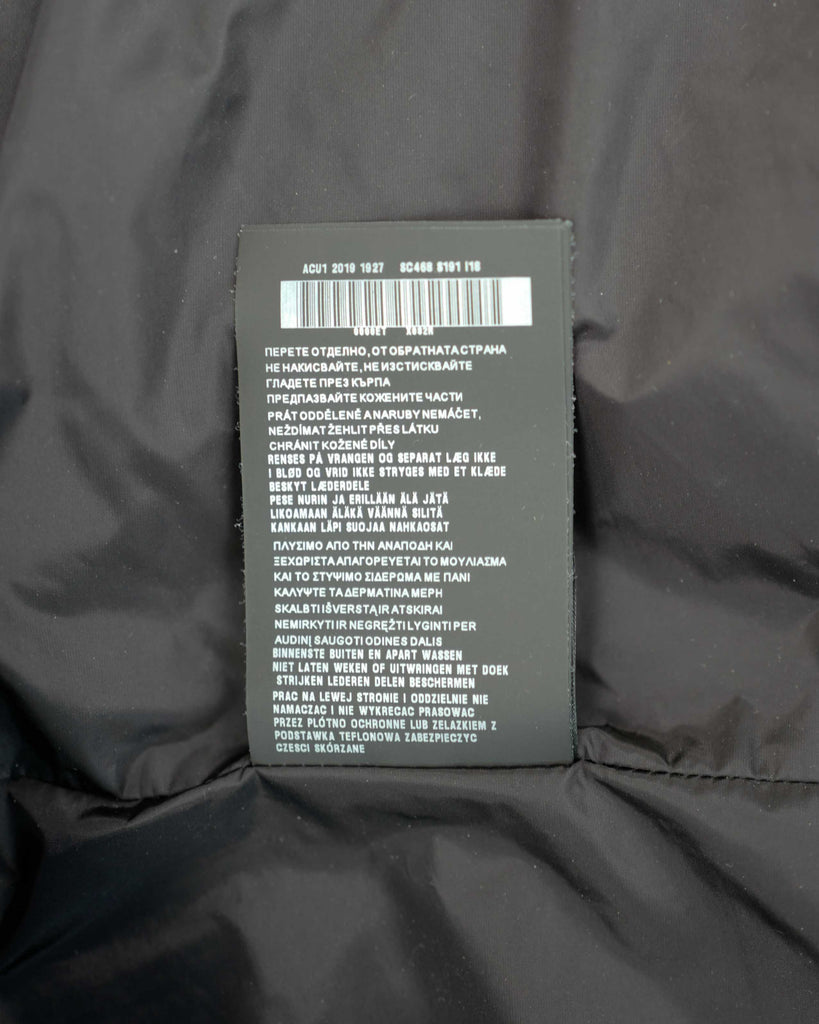 ACU1 2019 1927 SC468 S191 I18
ПЕРЕТЕ ОТДЕЛНО, ОТ ОБРАТНАТА СТРАНА
НЕ НАКИСВАЙТЕ, НЕ ИЗСТИСКВАЙТЕ
ГЛАДЕТЕ ПРЕЗ КЪРПА
ПРЕДПАЗВАЙТЕ КОЖЕНИТЕ ЧАСТИ
PRÁT ODDĚLENÉ A NARUBY NEMÁČET,
NEŽDÍMAT ŽEHLIT PŘES LÁTKU
CHRÁNIT KOŽENÉ DÍLY
RENSES PÅ VRANGEN OG SEPARAT LÆG IKKE
I BLØD OG VRID IKKE STRYGES MED ET KLÆDE
BESKYT LÆDERDELE
PESE NURIN JA ERILLÄÄN ÄLÄ JÄTÄ
LIKOAMAAN ÄLÄKÄ VÄÄNNÄ SILITÄ
KANKAAN LÄPI SUOJAA NAHKAOSAT
ΠΛΥΣΙΜΟ ΑΠΟ ΤΗΝ ΑΝΑΠΟΔΗ ΚΑΙ
ΞΕΧΩΡΙΣΤΑ ΑΠΑΓΟΡΕΥΕΤΑΙ ΤΟ ΜΟΥΛΙΑΣΜΑ
ΚΑΙ ΤΟ ΣΤΥΨΙΜΟ ΣΙΔΕΡΩΜΑ ΜΕ ΠΑΝΙ
ΚΑΛΥΨΤΕ ΤΑ ΔΕΡΜΑΤΙΝΑ ΜΕΡΗ
SKALBTI IŠVERSTĄ IR ATSKIRAI
NEMIRKYTI IR NEGRĘŽTI LYGINTI PER
AUDINĮ SAUGOTI ODINES DALIS
BINNENSTE BUITEN EN APART WASSEN
NIET LATEN WEKEN OF UITWRINGEN MET DOEK
STRIJKEN LEDEREN DELEN BESCHERMEN
PRAC NA LEWEJ STRONIE I ODDZIELNIE NIE
NAMACZAC I NIE WYKRECAC PRASOWAC
PRZEZ PLÓTNO OCHRONNE LUB ZELAZKIEM Z
PODSTAWKA TEFLONOWA ZABEZPIECZYC
CZESCI SKÓRZANE